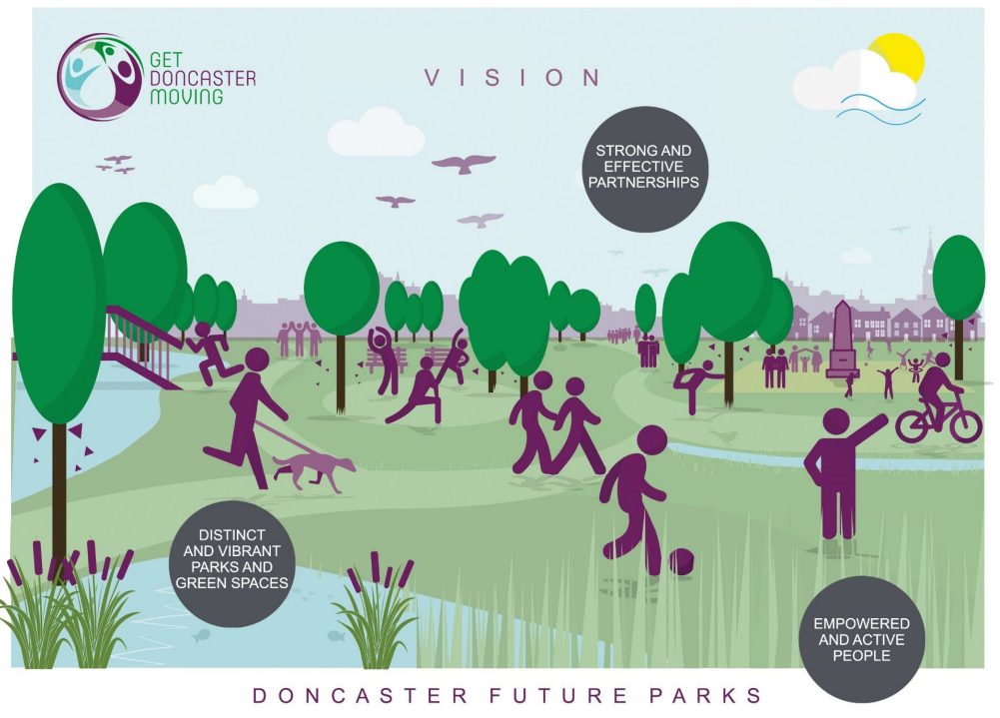 GET
DONCASTER
MOVING
VISION
STRONG AND
EFFECTIVE
PARTNERSHIPS
DISTINCT
AND VIBRANT
PARKS AND
GREEN SPACES
EMPOWERED
AND ACTIVE
PEOPLE
DONCASTER FUTURE PARKS